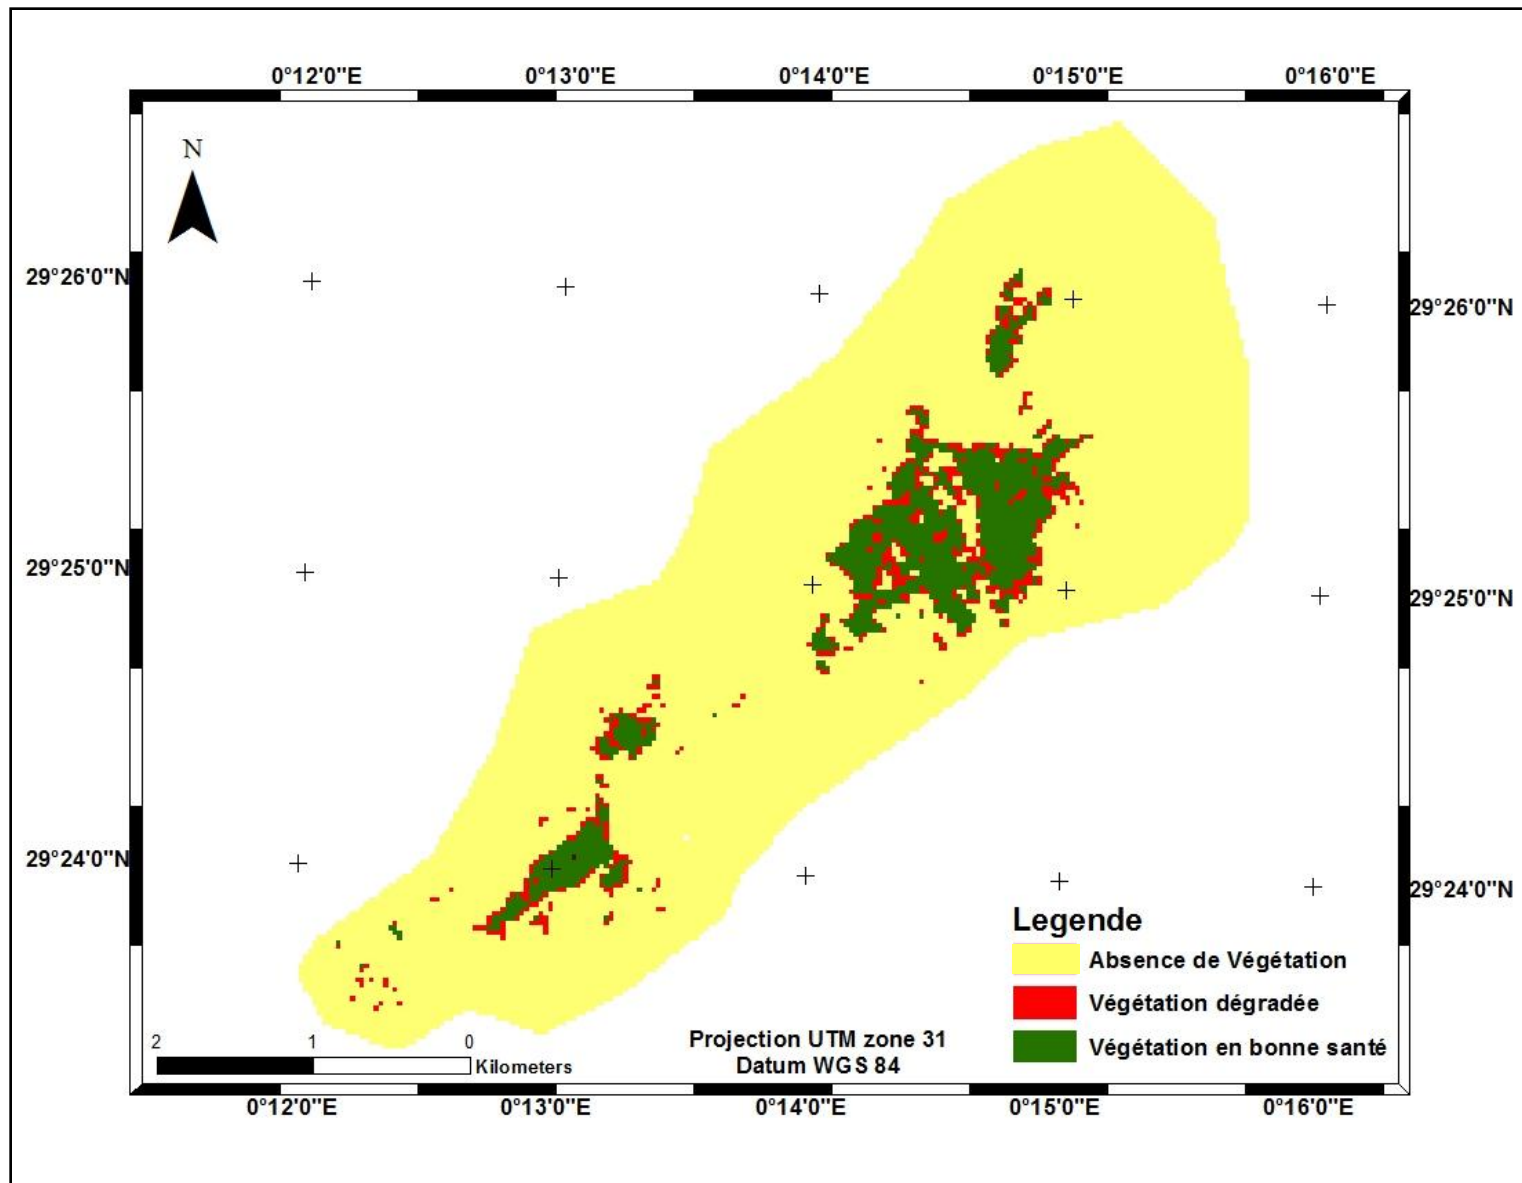 0°12'0"E 0°13'0"E 0°14'0"E 0°15'0"E 0°16'0"E
N
29°26'0"N
29°26'0"N
29°25'0"N
29°25'0"N
29°24'0"N
29°24'0"N
Legende
Absence de Végétation
Végétation dégradée
Végétation en bonne santé
Projection UTM zone 31
Datum WGS 84
2 1 0
Kilometers
0°12'0"E 0°13'0"E 0°14'0"E 0°15'0"E 0°16'0"E